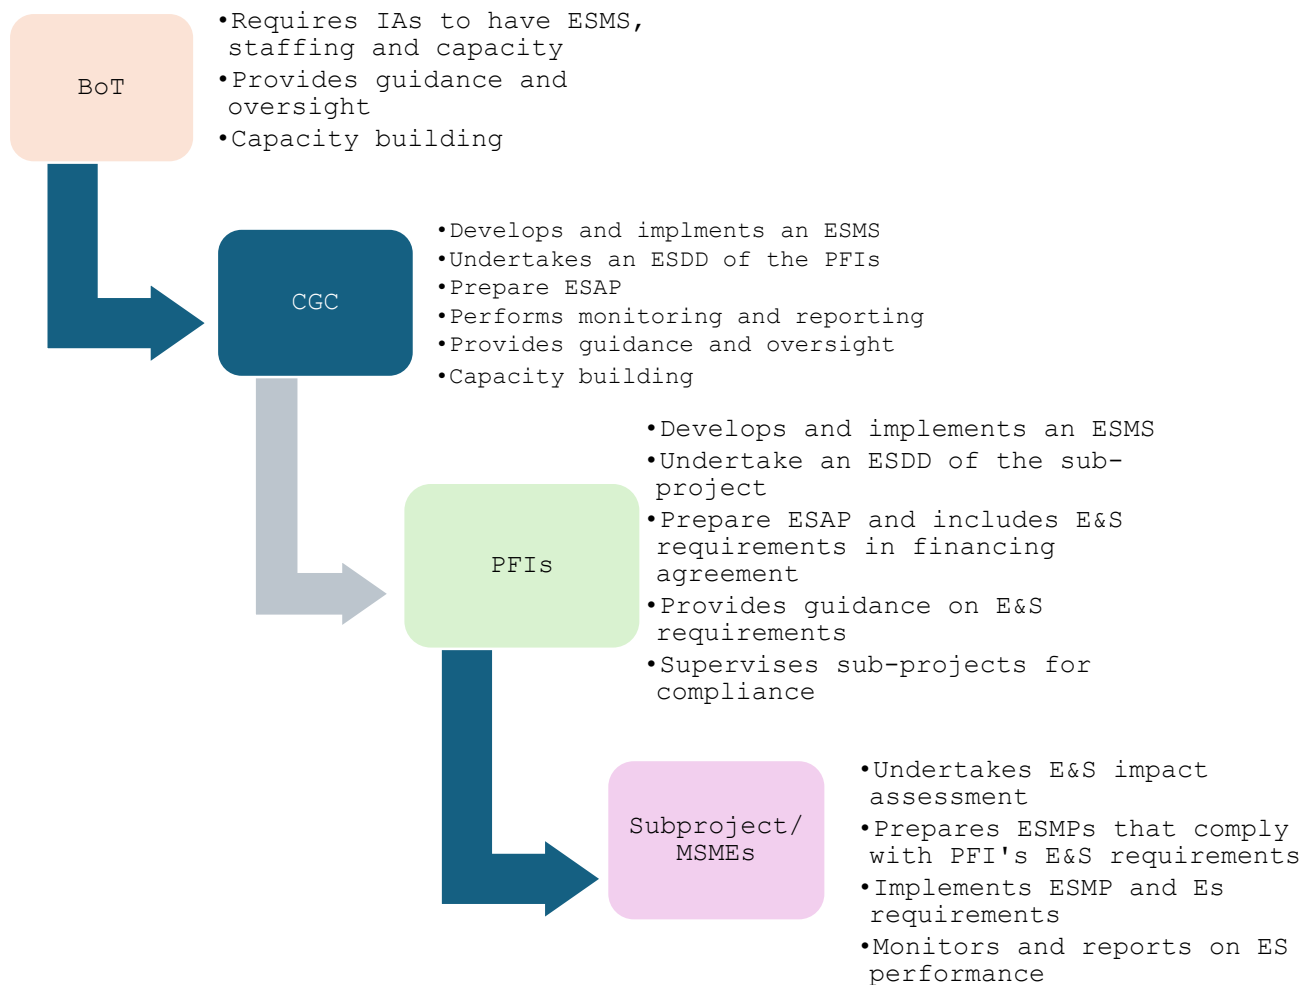 BoT
•Requires IAs to have ESMS,
staffing and capacity
•Provides guidance and
oversight
•Capacity building
CGC
•Develops and implments an ESMS
•Undertakes an ESDD of the PFIs
•Prepare ESAP
•Performs monitoring and reporting
•Provides guidance and oversight
•Capacity building
PFIs
•Develops and implements an ESMS
•Undertake an ESDD of the sub-
project
•Prepare ESAP and includes E&S
requirements in financing
agreement
•Provides guidance on E&S
requirements
•Supervises sub-projects for
compliance
Subproject/
MSMEs
•Undertakes E&S impact
assessment
•Prepares ESMPs that comply
with PFI's E&S requirements
•Implements ESMP and Es
requirements
•Monitors and reports on ES
performance